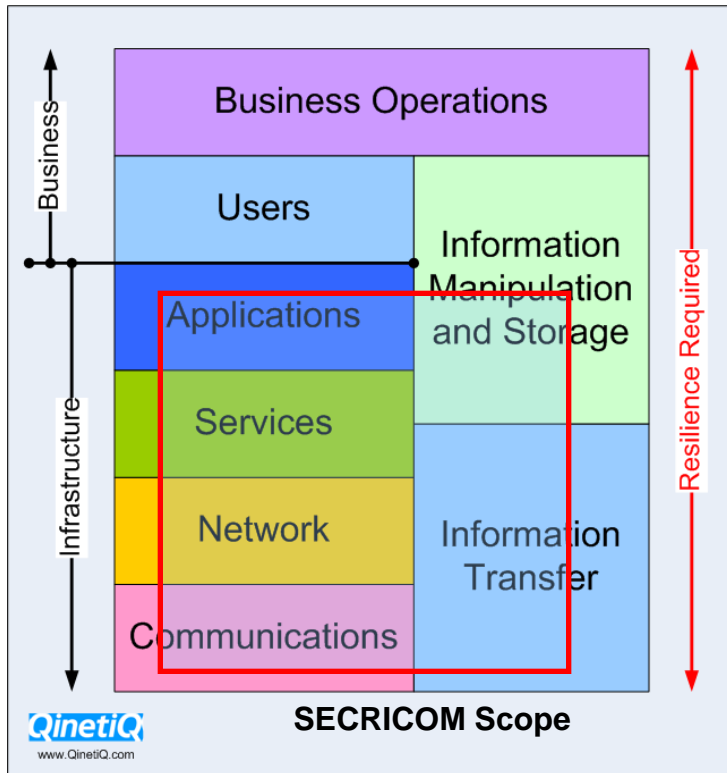 Business Operations
Business
Users
Information
Manipulation
and Storage
Applications
Services
Infrastructure
Network
Information
Transfer
Communications
Resilience Required
QinetiQ
www.QinetiQ.com
SECRICOM Scope